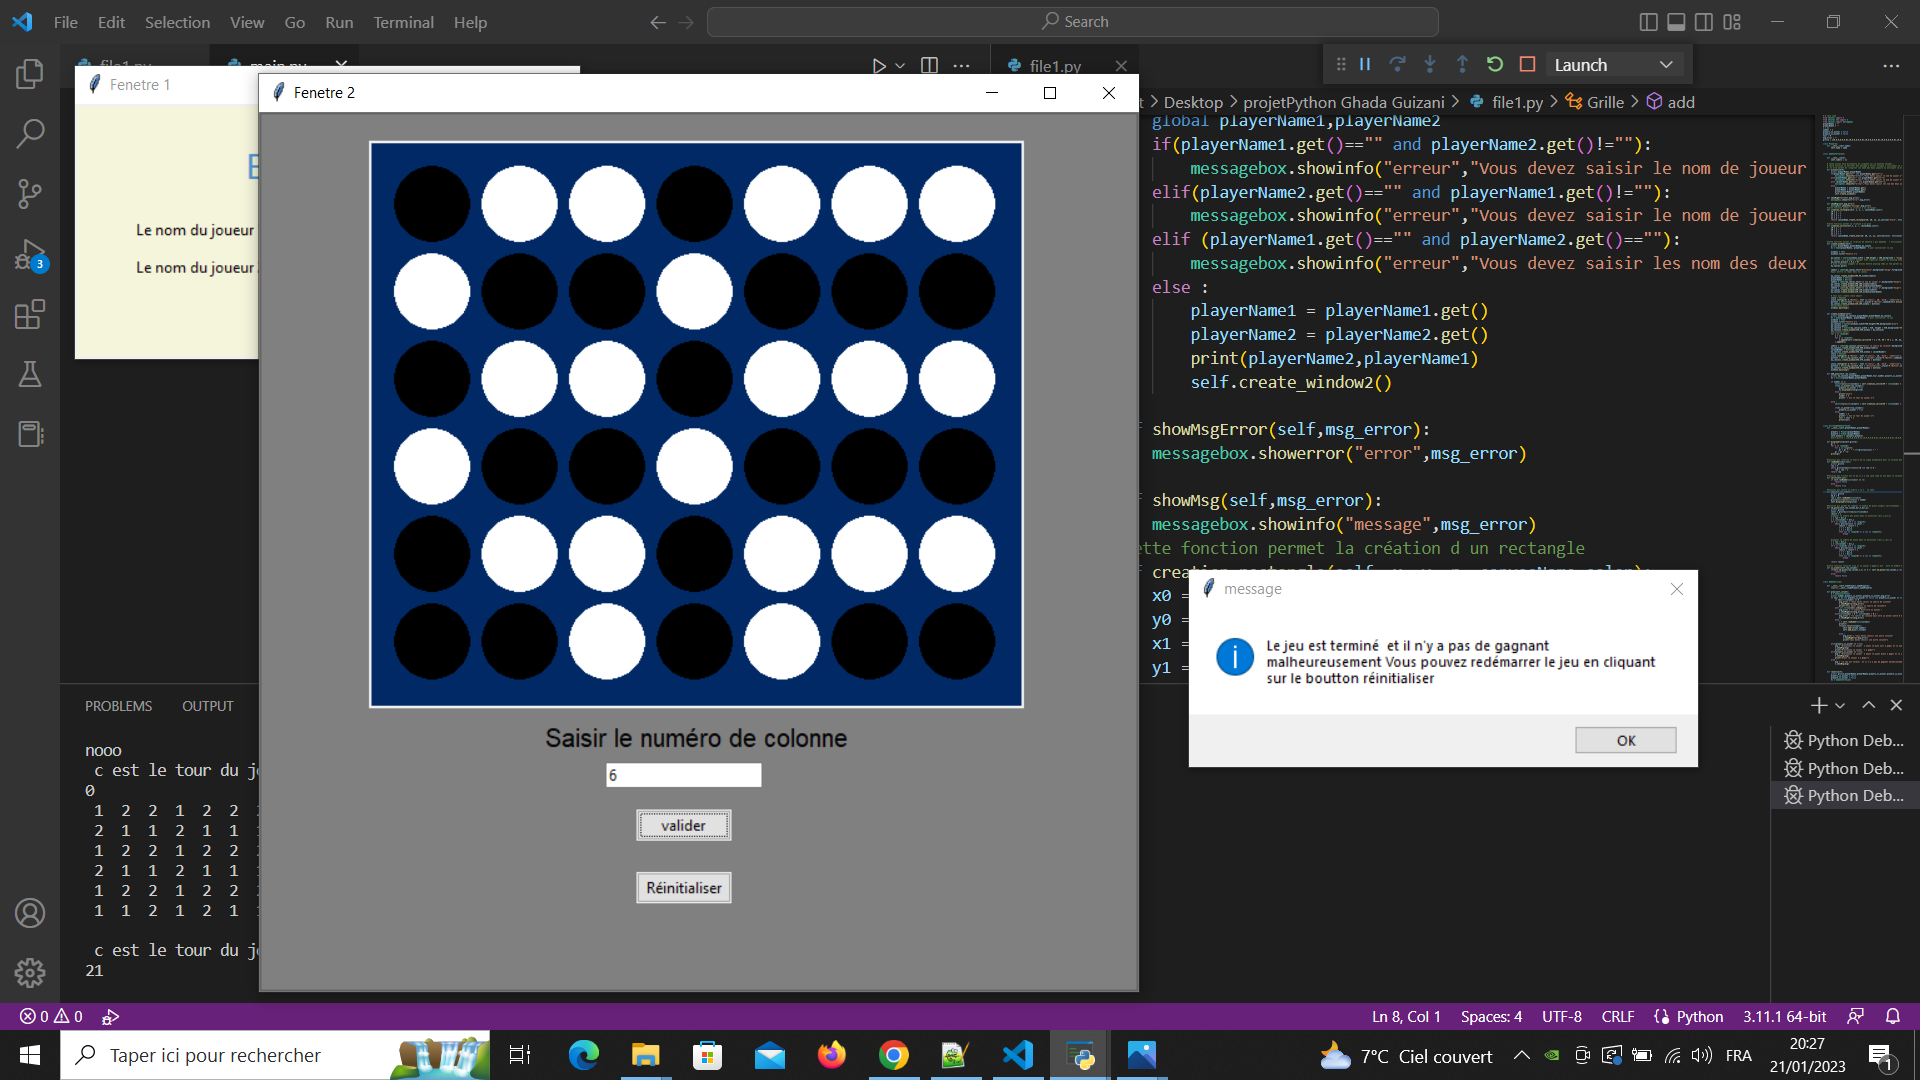 File Edit Selection View Go Run Terminal Help
Search
file1.py
main.py
file1.py
Launch
Fenetre 1
Fenetre 2
Desktop > projetPython Ghada Guizani > file1.py > Grille > add
global playerName1,playerName2
if(playerName1.get()=="" and playerName2.get()!=""):
messagebox.showinfo("erreur","Vous devez saisir le nom de joueur
elif(playerName2.get()=="" and playerName1.get()!=""):
messagebox.showinfo("erreur","Vous devez saisir le nom de joueur
elif (playerName1.get()=="" and playerName2.get()==""):
messagebox.showinfo("erreur","Vous devez saisir les nom des deux
else :
playerName1 = playerName1.get()
playerName2 = playerName2.get()
print(playerName2,playerName1)
self.create_window2()
showMsgError(self,msg_error):
messagebox.showerror("error",msg_error)
showMsg(self,msg_error):
messagebox.showinfo("message",msg_error)
ette fonction permet la création d un rectangle
x0 =
y0 =
x1 =
y1 =
Le nom du joueur
Le nom du joueur
3
message
Le jeu est terminé et il n'y a pas de gagnant
malheureusement Vous pouvez redémarrer le jeu en cliquant
sur le boutton réinitialiser
OK
Saisir le numéro de colonne
6
valider
Réinitialiser
PROBLEMS OUTPUT
nooo
c est le tour du jo
0
1 2 2 1 2 2
2 1 1 2 1 1
1 2 2 1 2 2
2 1 1 2 1 1
1 2 2 1 2 2
1 1 2 1 2 1
c est le tour du jo
21
Python Deb...
Python Deb...
Python Deb...
0 0
Ln 8, Col 1 Spaces: 4 UTF-8 CRLF Python 3.11.1 64-bit
Taper ici pour rechercher
7°C Ciel couvert
FRA
20:27
21/01/2023
1